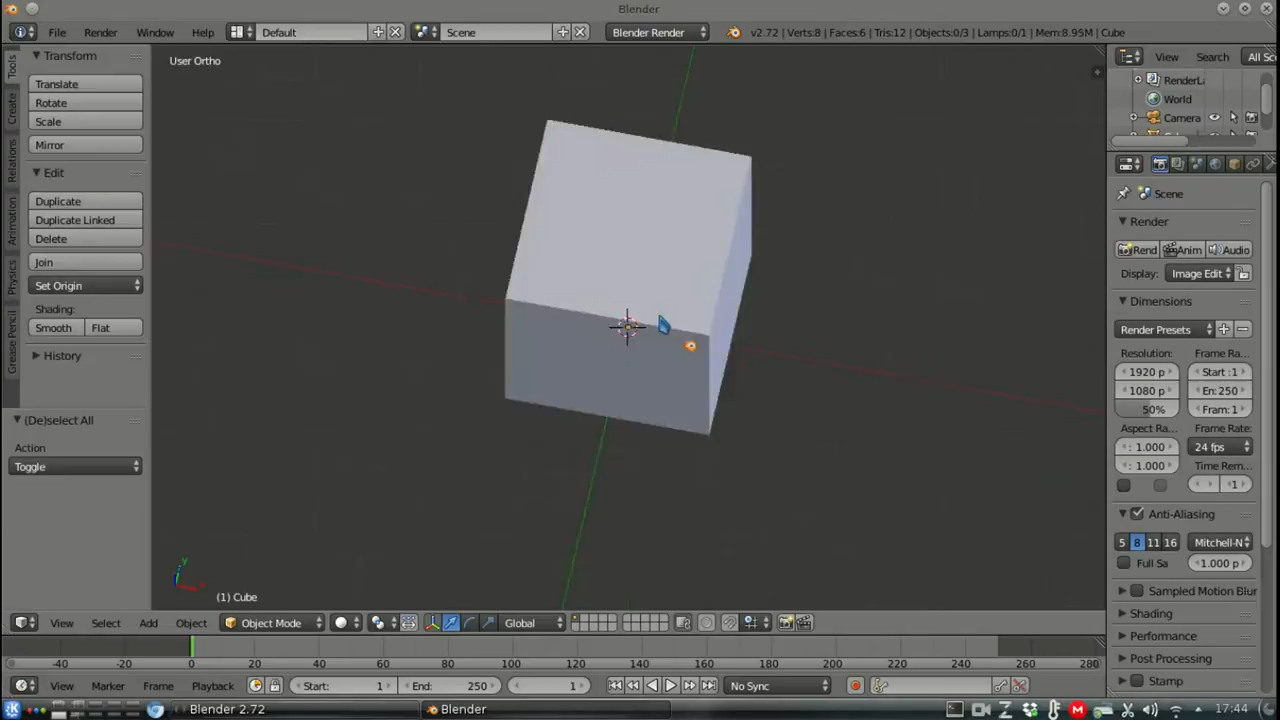 Blender
File Render Window Help Default Scene Blender Render v2.72 | Verts:8 | Faces:6 | Tris:12 | Objects:0/3 | Lamps:0/1 | Mem:8.95M | Cube
Tools
Create
Relations
Animation
Physics
Grease Pencil
Transform
Translate
Rotate
Scale
Mirror
Edit
Duplicate
Duplicate Linked
Delete
Join
Set Origin
Shading:
Smooth Flat
History
(De)select All
Action
Toggle
User Ortho
y
x
(1) Cube
View Search All Sc
RenderLa
World
Camera
Scene
Render
Rend Anim Audio
Display: Image Edit
Dimensions
Render Presets
Resolution: Frame Ra...
1920 p Start :1
1080 p En:250
50% Fram:1
Aspect Ra... Frame Rate:
: 1.000 24 fps
: 1.000 Time Rem...
1
Anti-Aliasing
5 8 11 16 Mitchell-N
Full Sa 1.000 p
Sampled Motion Blur
Shading
Performance
Post Processing
Stamp
View Select Add Object Object Mode Global
-40 -20 0 20 40 60 80 100 120 140 160 180 200 220 240 260 280
View Marker Frame Playback Start: 1 End: 250 1 No Sync
Blender 2.72 Blender 17:44